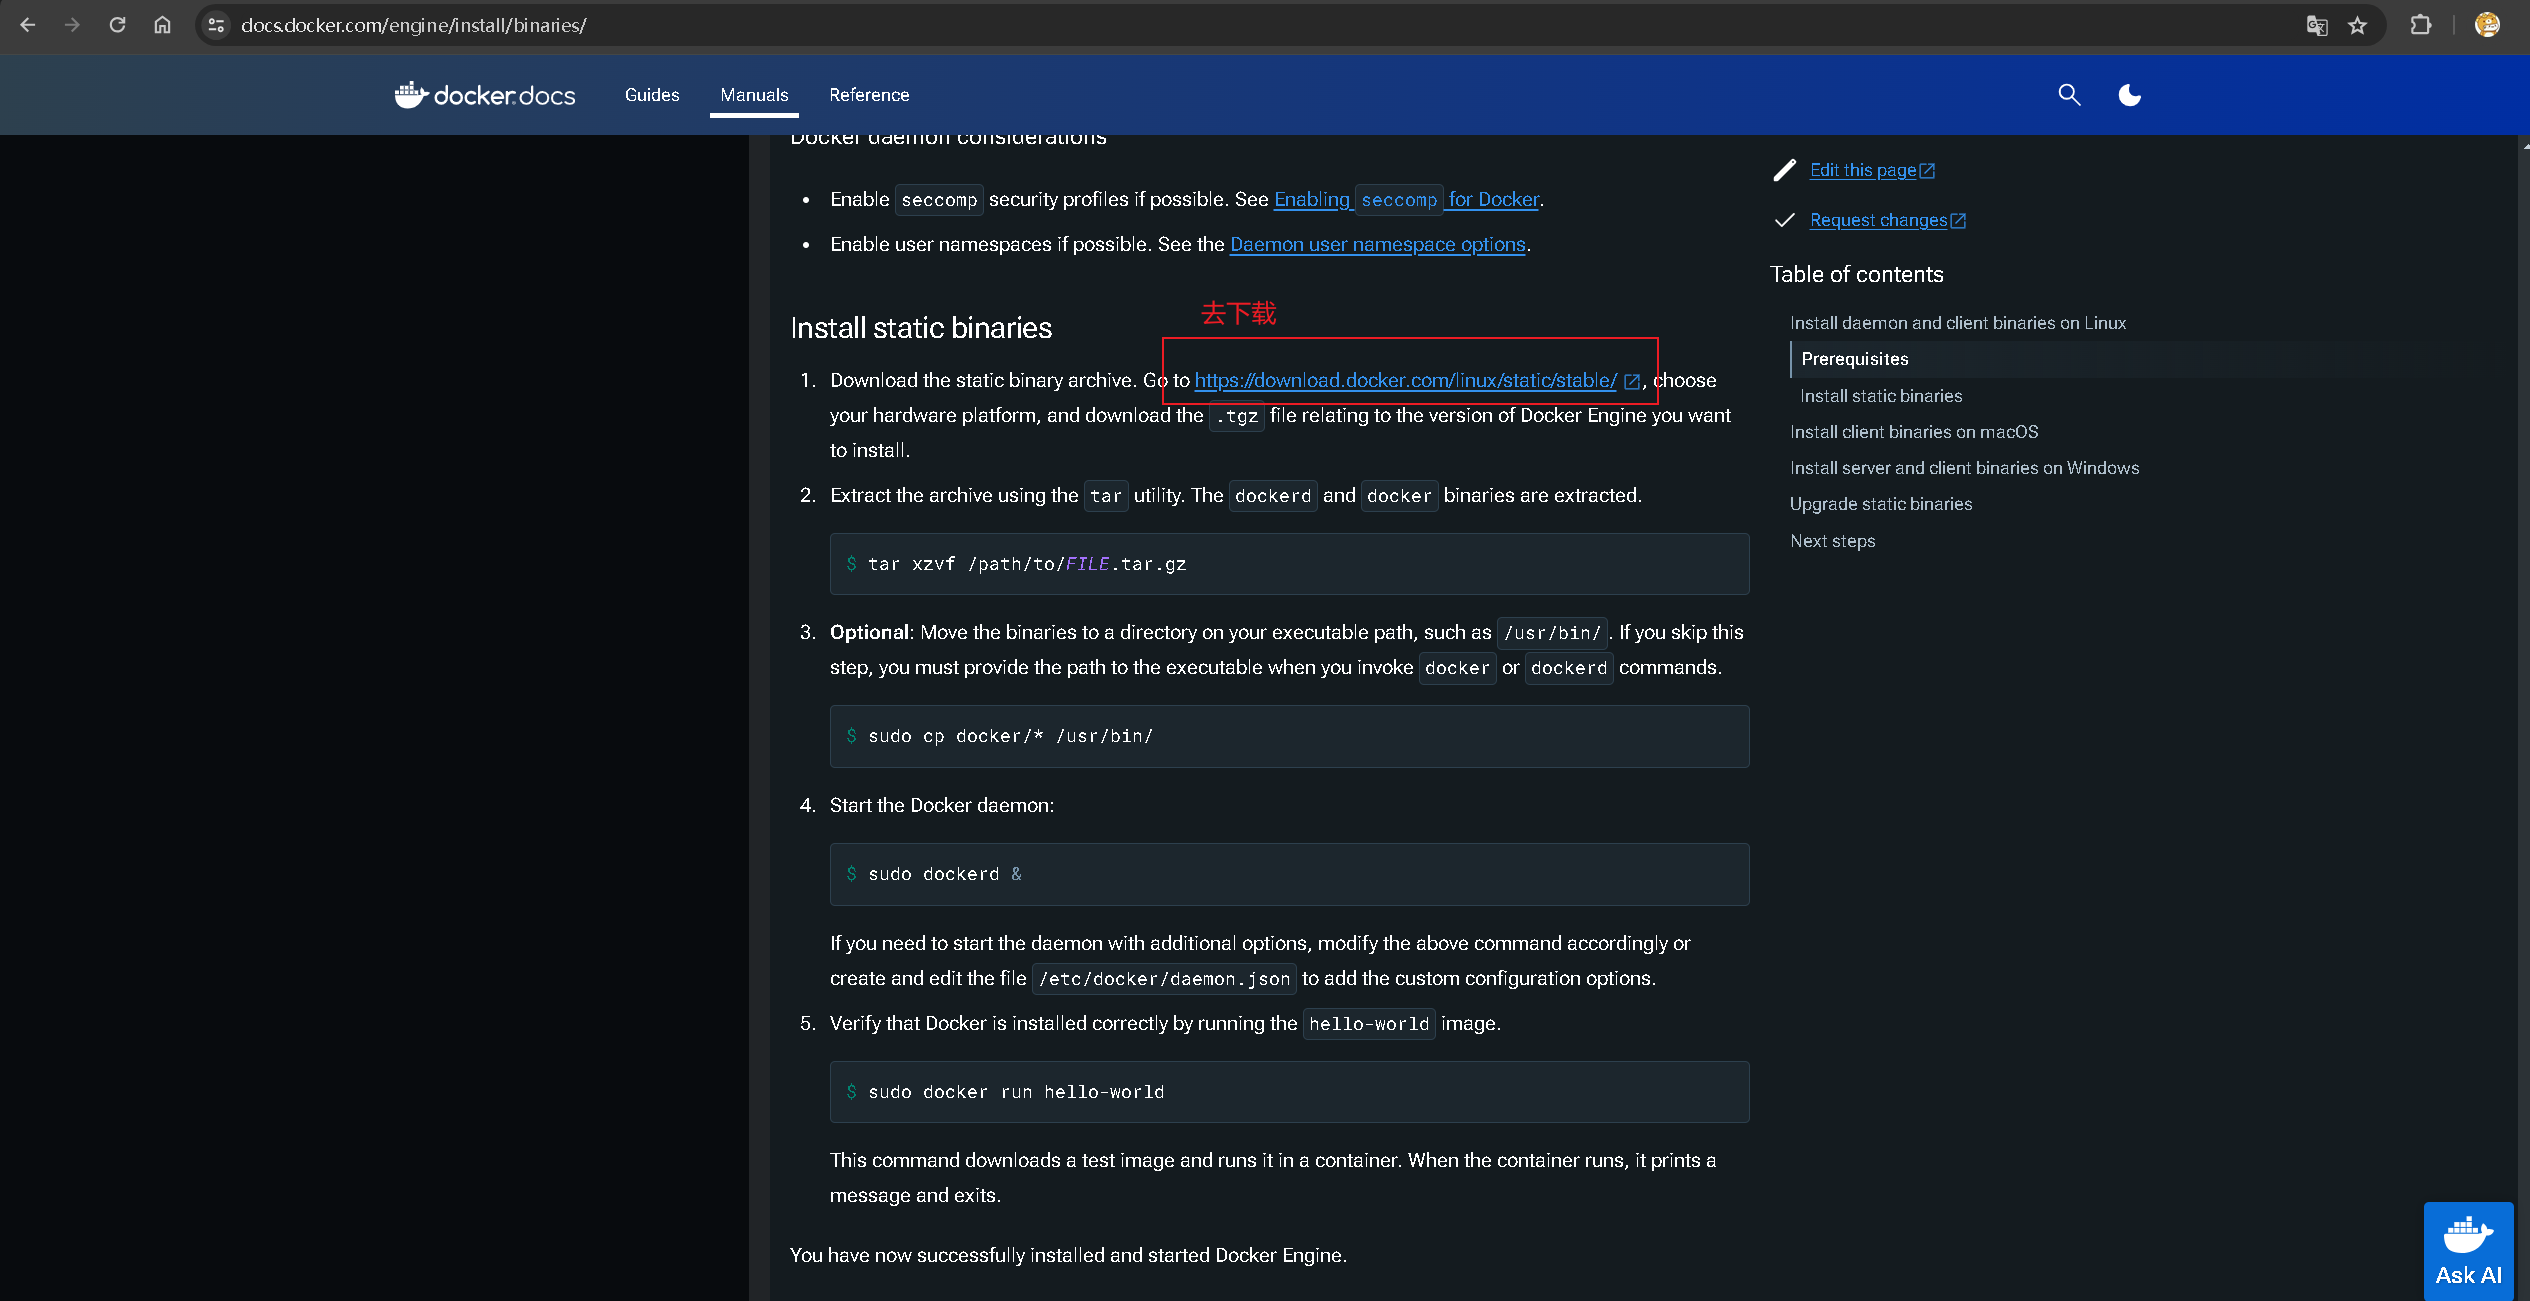 docs.docker.com/engine/install/binaries/
docker.docs
Guides
Manuals
Reference
Docker daemon considerations
Enable seccomp security profiles if possible. See Enabling seccomp for Docker.
Enable user namespaces if possible. See the Daemon user namespace options.
去下载
Install static binaries
1. Download the static binary archive. Go to https://download.docker.com/linux/static/stable/ , choose
your hardware platform, and download the .tgz file relating to the version of Docker Engine you want
to install.
2. Extract the archive using the tar utility. The dockerd and docker binaries are extracted.
$ tar xzvf /path/to/FILE.tar.gz
3. Optional: Move the binaries to a directory on your executable path, such as /usr/bin/ . If you skip this
step, you must provide the path to the executable when you invoke docker or dockerd commands.
$ sudo cp docker/* /usr/bin/
4. Start the Docker daemon:
$ sudo dockerd &
If you need to start the daemon with additional options, modify the above command accordingly or
create and edit the file /etc/docker/daemon.json to add the custom configuration options.
5. Verify that Docker is installed correctly by running the hello-world image.
$ sudo docker run hello-world
This command downloads a test image and runs it in a container. When the container runs, it prints a
message and exits.
You have now successfully installed and started Docker Engine.
Edit this page
Request changes
Table of contents
Install daemon and client binaries on Linux
Prerequisites
Install static binaries
Install client binaries on macOS
Install server and client binaries on Windows
Upgrade static binaries
Next steps
Ask AI